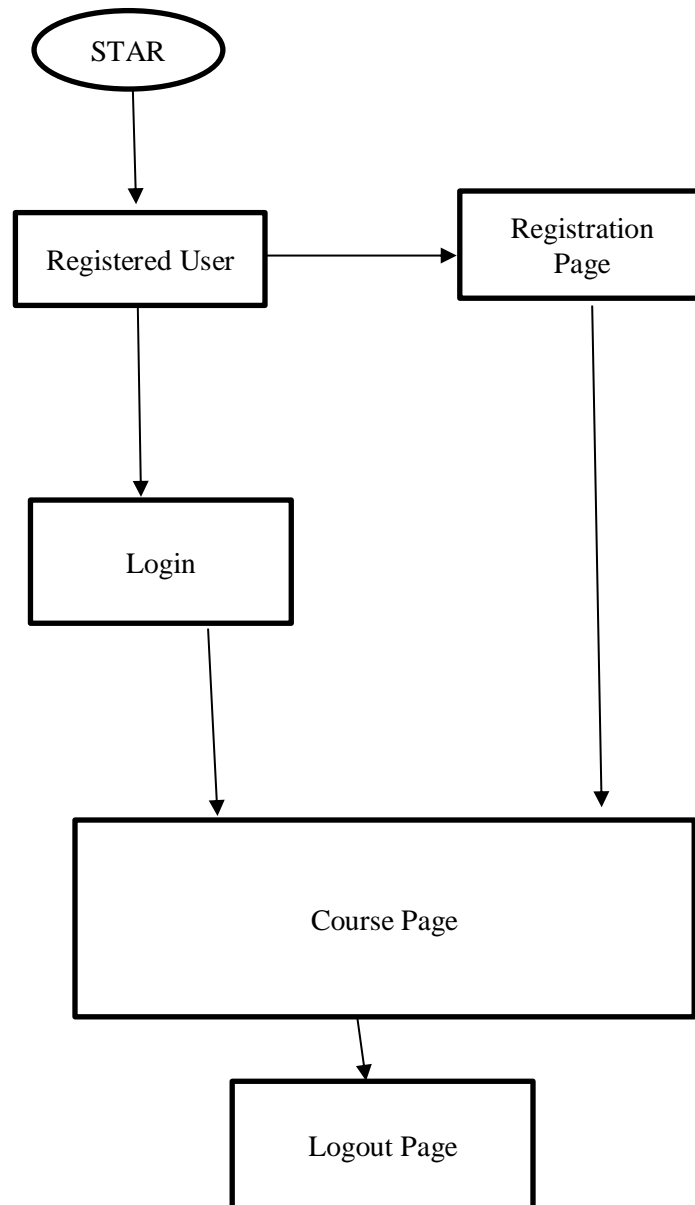 STAR
Registered User
Registration
Page
Login
Course Page
Logout Page